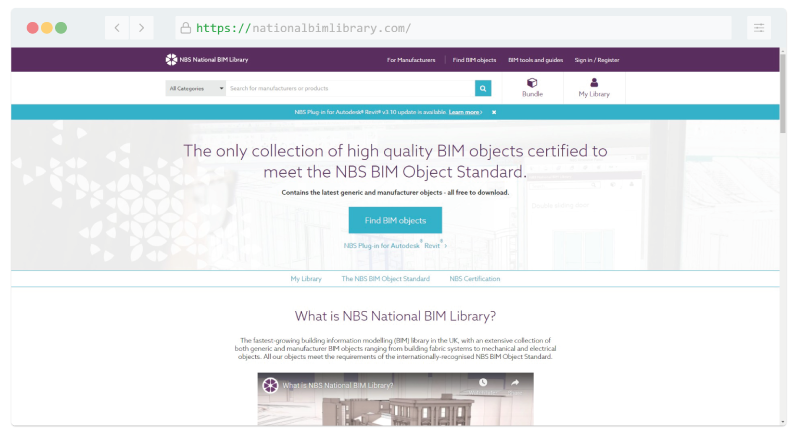 https://nationalbimlibrary.com/
NBS National BIM Library
For Manufacturers
Find BIM objects
BIM tools and guides
Sign in / Register
All Categories
Search for manufacturers or products
Bundle
My Library
NBS Plug-in for Autodesk® Revit® v3.10 update is available. Learn more ›
The only collection of high quality BIM objects certified to
meet the NBS BIM Object Standard.
Contains the latest generic and manufacturer objects - all free to download.
Find BIM objects
NBS Plug-in for Autodesk® Revit® ›
My Library
The NBS BIM Object Standard
NBS Certification
What is NBS National BIM Library?
The fastest-growing building information modelling (BIM) library in the UK, with an extensive collection of
both generic and manufacturer BIM objects ranging from building fabric systems to mechanical and electrical
objects. All our objects meet the requirements of the internationally-recognised NBS BIM Object Standard.
What is NBS National BIM Library?